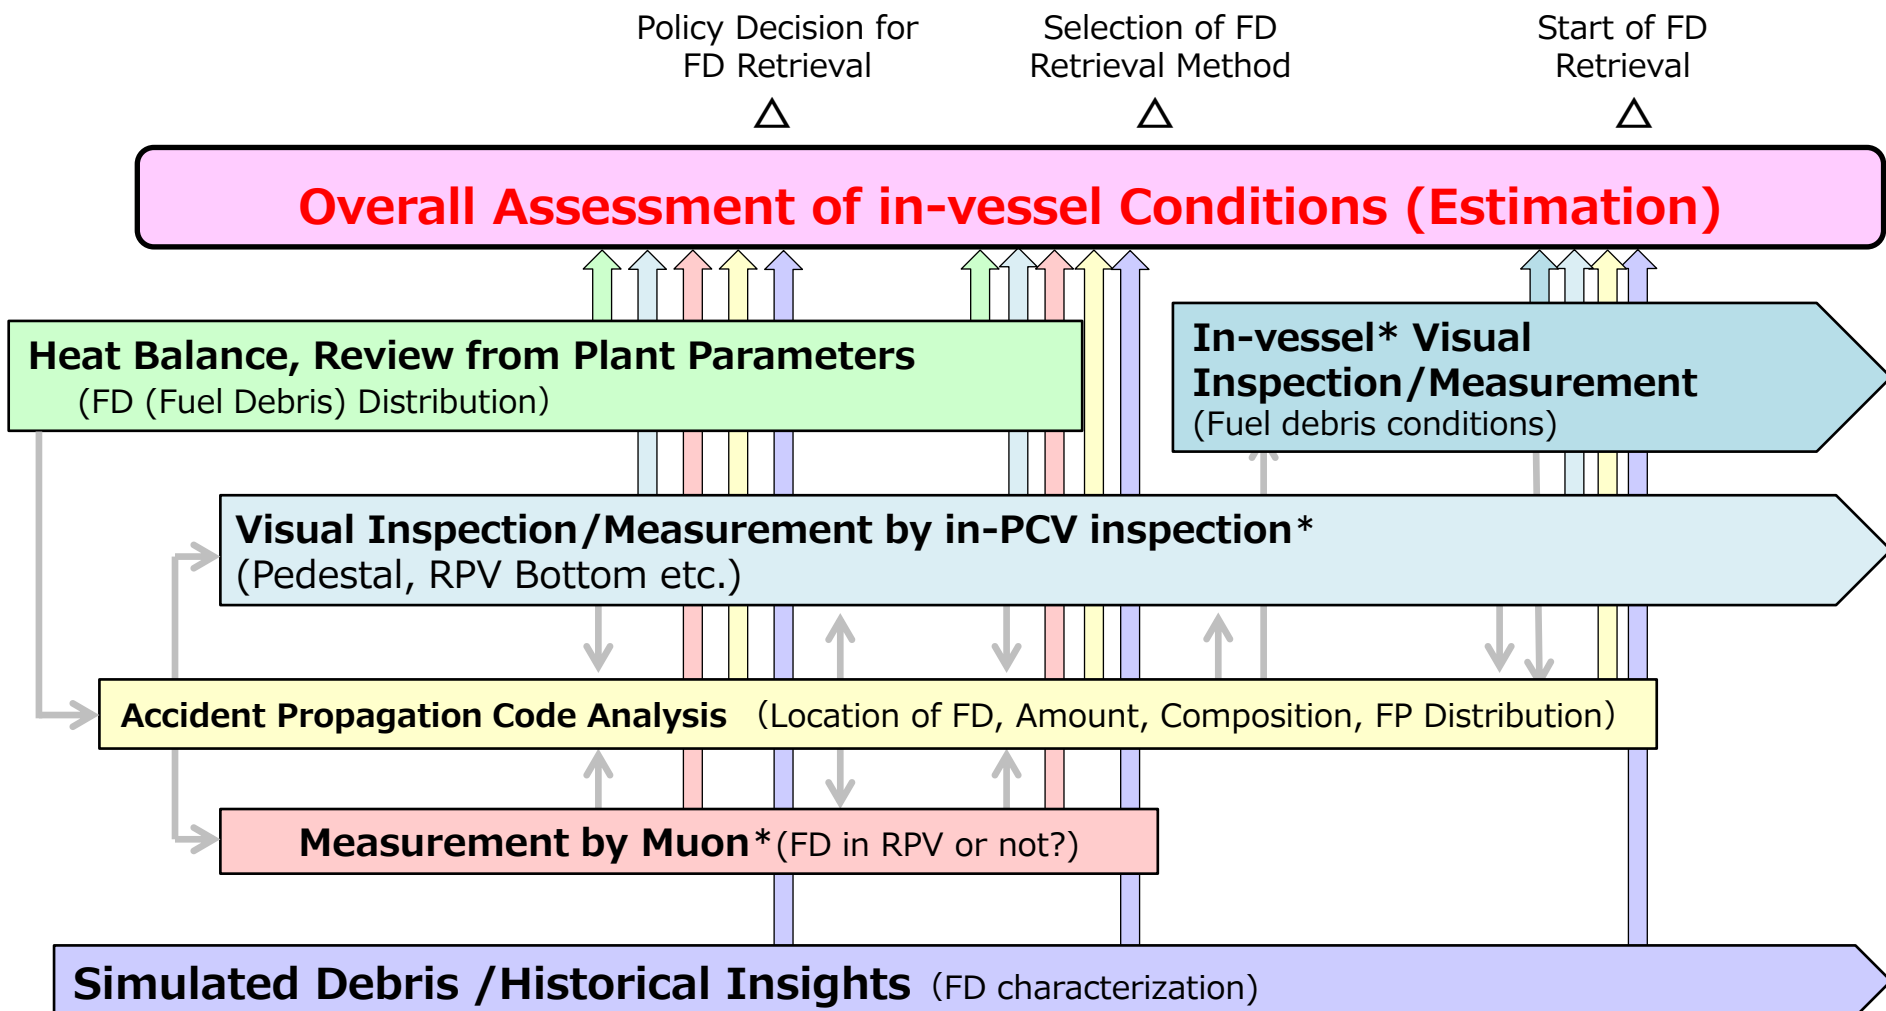 Policy Decision for
FD Retrieval
Selection of FD
Retrieval Method
Start of FD
Retrieval
Overall Assessment of in-vessel Conditions (Estimation)
Heat Balance, Review from Plant Parameters
(FD (Fuel Debris) Distribution)
In-vessel* Visual
Inspection/Measurement
(Fuel debris conditions)
Visual Inspection/Measurement by in-PCV inspection*
(Pedestal, RPV Bottom etc.)
Accident Propagation Code Analysis (Location of FD, Amount, Composition, FP Distribution)
Measurement by Muon* (FD in RPV or not?)
Simulated Debris /Historical Insights (FD characterization)